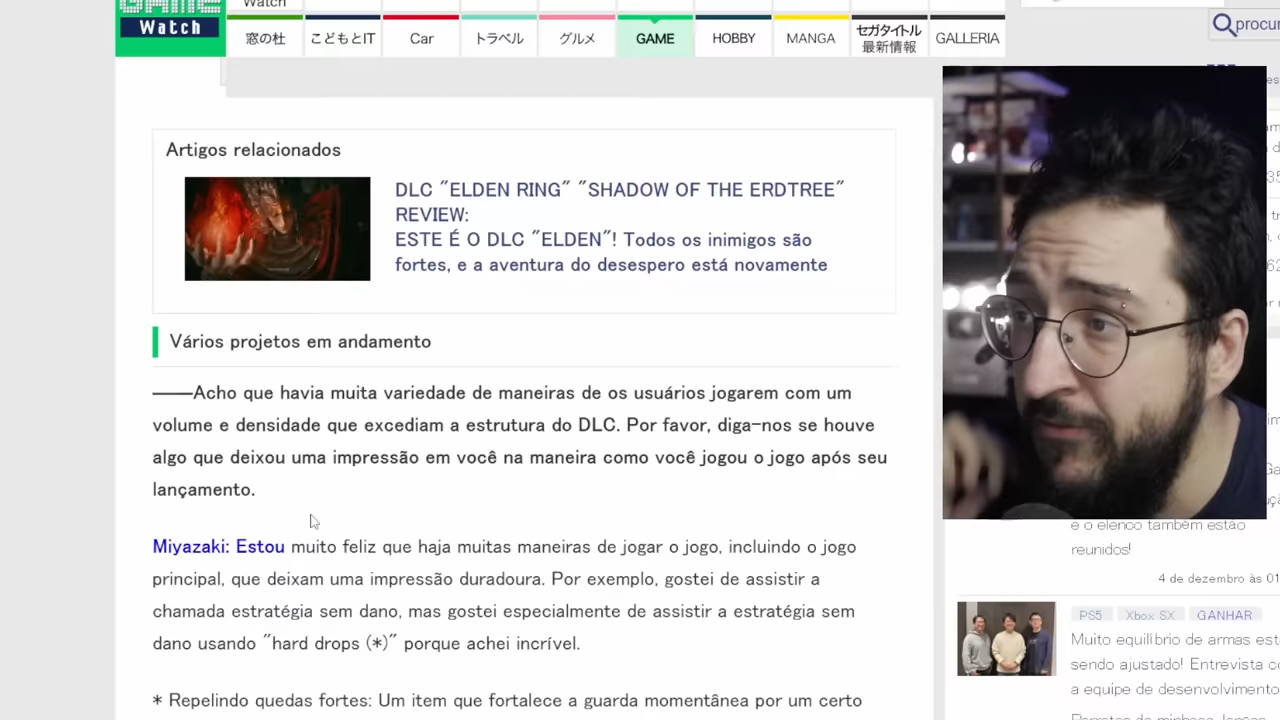 GAME
Watch
Watch
窓の杜
こどもとIT
Car
トラベル
グルメ
GAME
HOBBY
MANGA
セガタイトル
最新情報
GALLERIA
procu
Artigos relacionados
DLC "ELDEN RING" "SHADOW OF THE ERDTREE"
REVIEW:
ESTE É O DLC "ELDEN"! Todos os inimigos são
fortes, e a aventura do desespero está novamente
Vários projetos em andamento
——Acho que havia muita variedade de maneiras de os usuários jogarem com um
volume e densidade que excediam a estrutura do DLC. Por favor, diga-nos se houve
algo que deixou uma impressão em você na maneira como você jogou o jogo após seu
lançamento.
Miyazaki: Estou muito feliz que haja muitas maneiras de jogar o jogo, incluindo o jogo
principal, que deixam uma impressão duradoura. Por exemplo, gostei de assistir a
chamada estratégia sem dano, mas gostei especialmente de assistir a estratégia sem
dano usando "hard drops (*)" porque achei incrível.
* Repelindo quedas fortes: Um item que fortalece a guarda momentânea por um certo
e o elenco também estão
reunidos!
4 de dezembro às 01
PS5 Xbox SX GANHAR
Muito equilíbrio de armas est
sendo ajustado! Entrevista c
a equipe de desenvolvimento